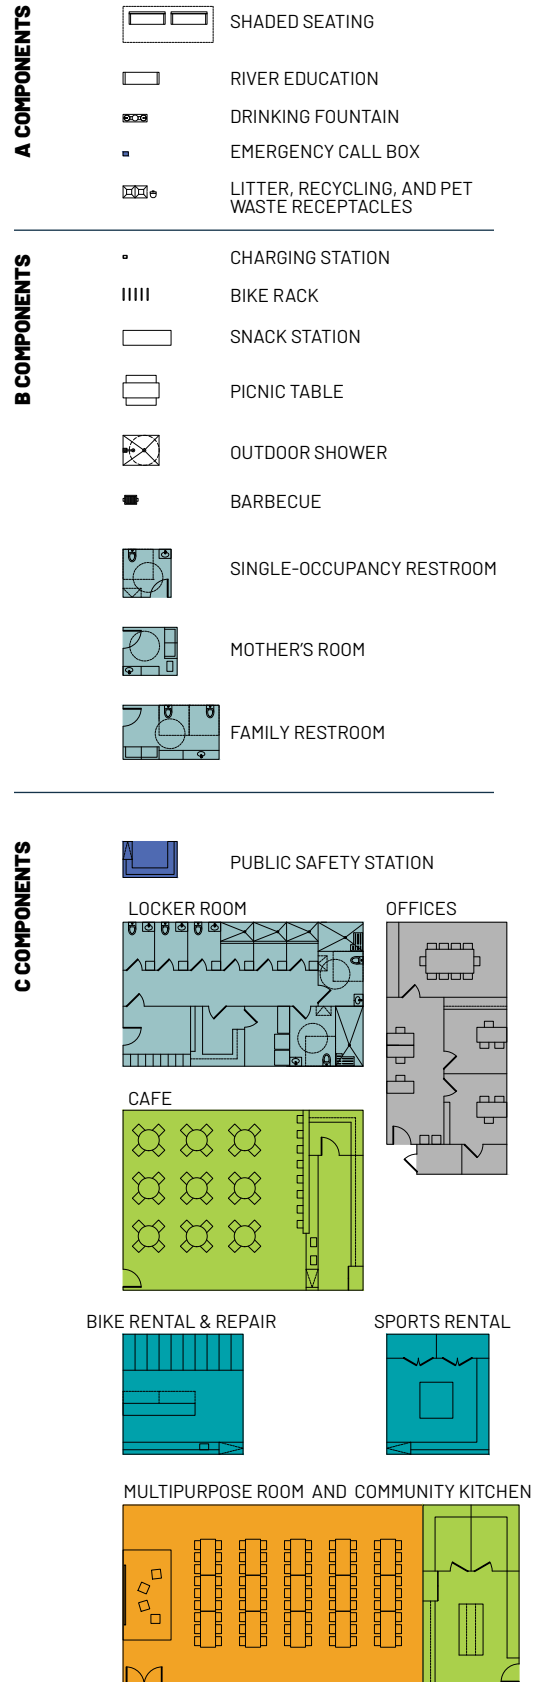 A COMPONENTS
SHADED SEATING
RIVER EDUCATION
DRINKING FOUNTAIN
EMERGENCY CALL BOX
LITTER, RECYCLING, AND PET
WASTE RECEPTACLES
B COMPONENTS
CHARGING STATION
BIKE RACK
SNACK STATION
PICNIC TABLE
OUTDOOR SHOWER
BARBECUE
SINGLE-OCCUPANCY RESTROOM
MOTHER'S ROOM
FAMILY RESTROOM
C COMPONENTS
PUBLIC SAFETY STATION
LOCKER ROOM
OFFICES
CAFE
BIKE RENTAL & REPAIR
SPORTS RENTAL
MULTIPURPOSE ROOM AND COMMUNITY KITCHEN